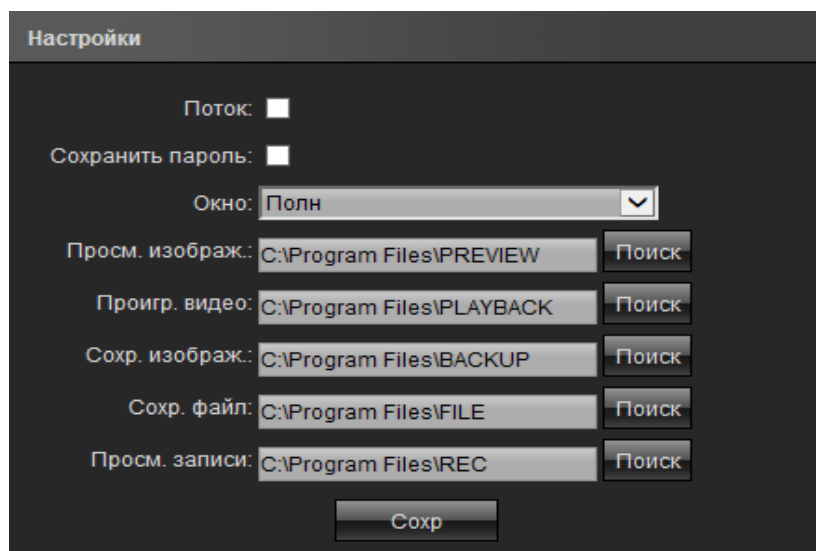 Настройки
Поток:
Сохранить пароль:
Окно: Полн
Просм. изображ.: C:\Program Files\PREVIEW Поиск
Проигр. видео: C:\Program Files\PLAYBACK Поиск
Сохр. изображ.: C:\Program Files\BACKUP Поиск
Сохр. файл: C:\Program Files\FILE Поиск
Просм. записи: C:\Program Files\REC Поиск
Сохр